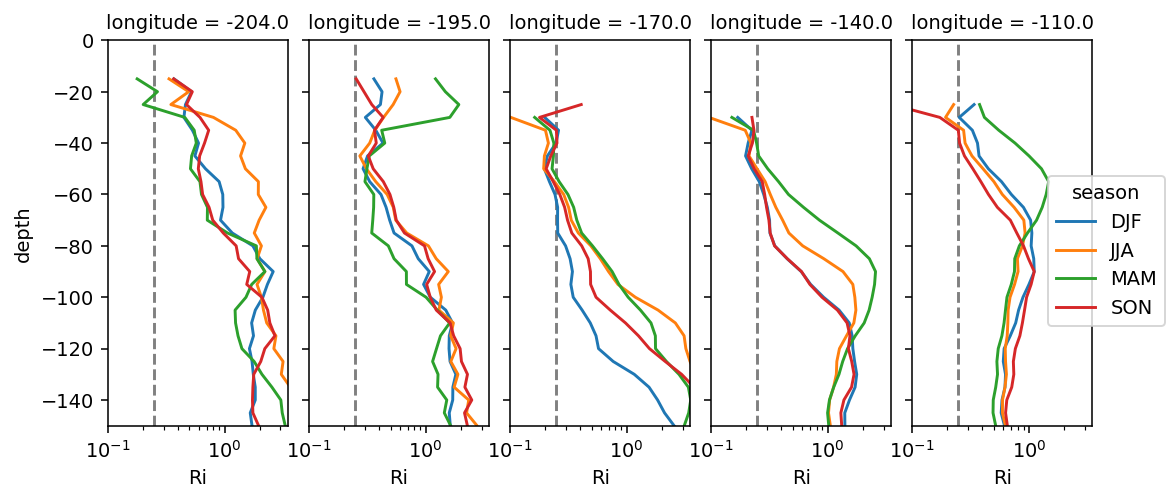 longitude = -204.0
longitude = -195.0
longitude = -170.0
longitude = -140.0
longitude = -110.0
0
−20
−40
−60
−80
−100
−120
−140
depth
season
DJF
JJA
MAM
SON
10⁻¹
10⁰
10⁻¹
10⁰
10⁻¹
10⁰
10⁻¹
10⁰
10⁻¹
10⁰
Ri
Ri
Ri
Ri
Ri